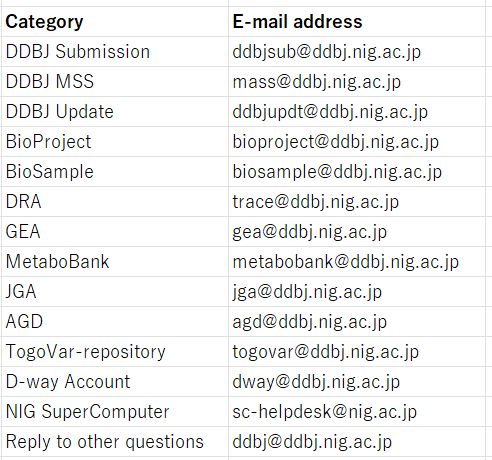 Category E-mail address
DDBJ Submission ddbjsub@ddbj.nig.ac.jp
DDBJ MSS mass@ddbj.nig.ac.jp
DDBJ Update ddbjupdt@ddbj.nig.ac.jp
BioProject bioproject@ddbj.nig.ac.jp
BioSample biosample@ddbj.nig.ac.jp
DRA trace@ddbj.nig.ac.jp
GEA gea@ddbj.nig.ac.jp
MetaboBank metabobank@ddbj.nig.ac.jp
JGA jga@ddbj.nig.ac.jp
AGD agd@ddbj.nig.ac.jp
TogoVar-repository togovar@ddbj.nig.ac.jp
D-way Account dway@ddbj.nig.ac.jp
NIG SuperComputer sc-helpdesk@nig.ac.jp
Reply to other questions ddbj@ddbj.nig.ac.jp